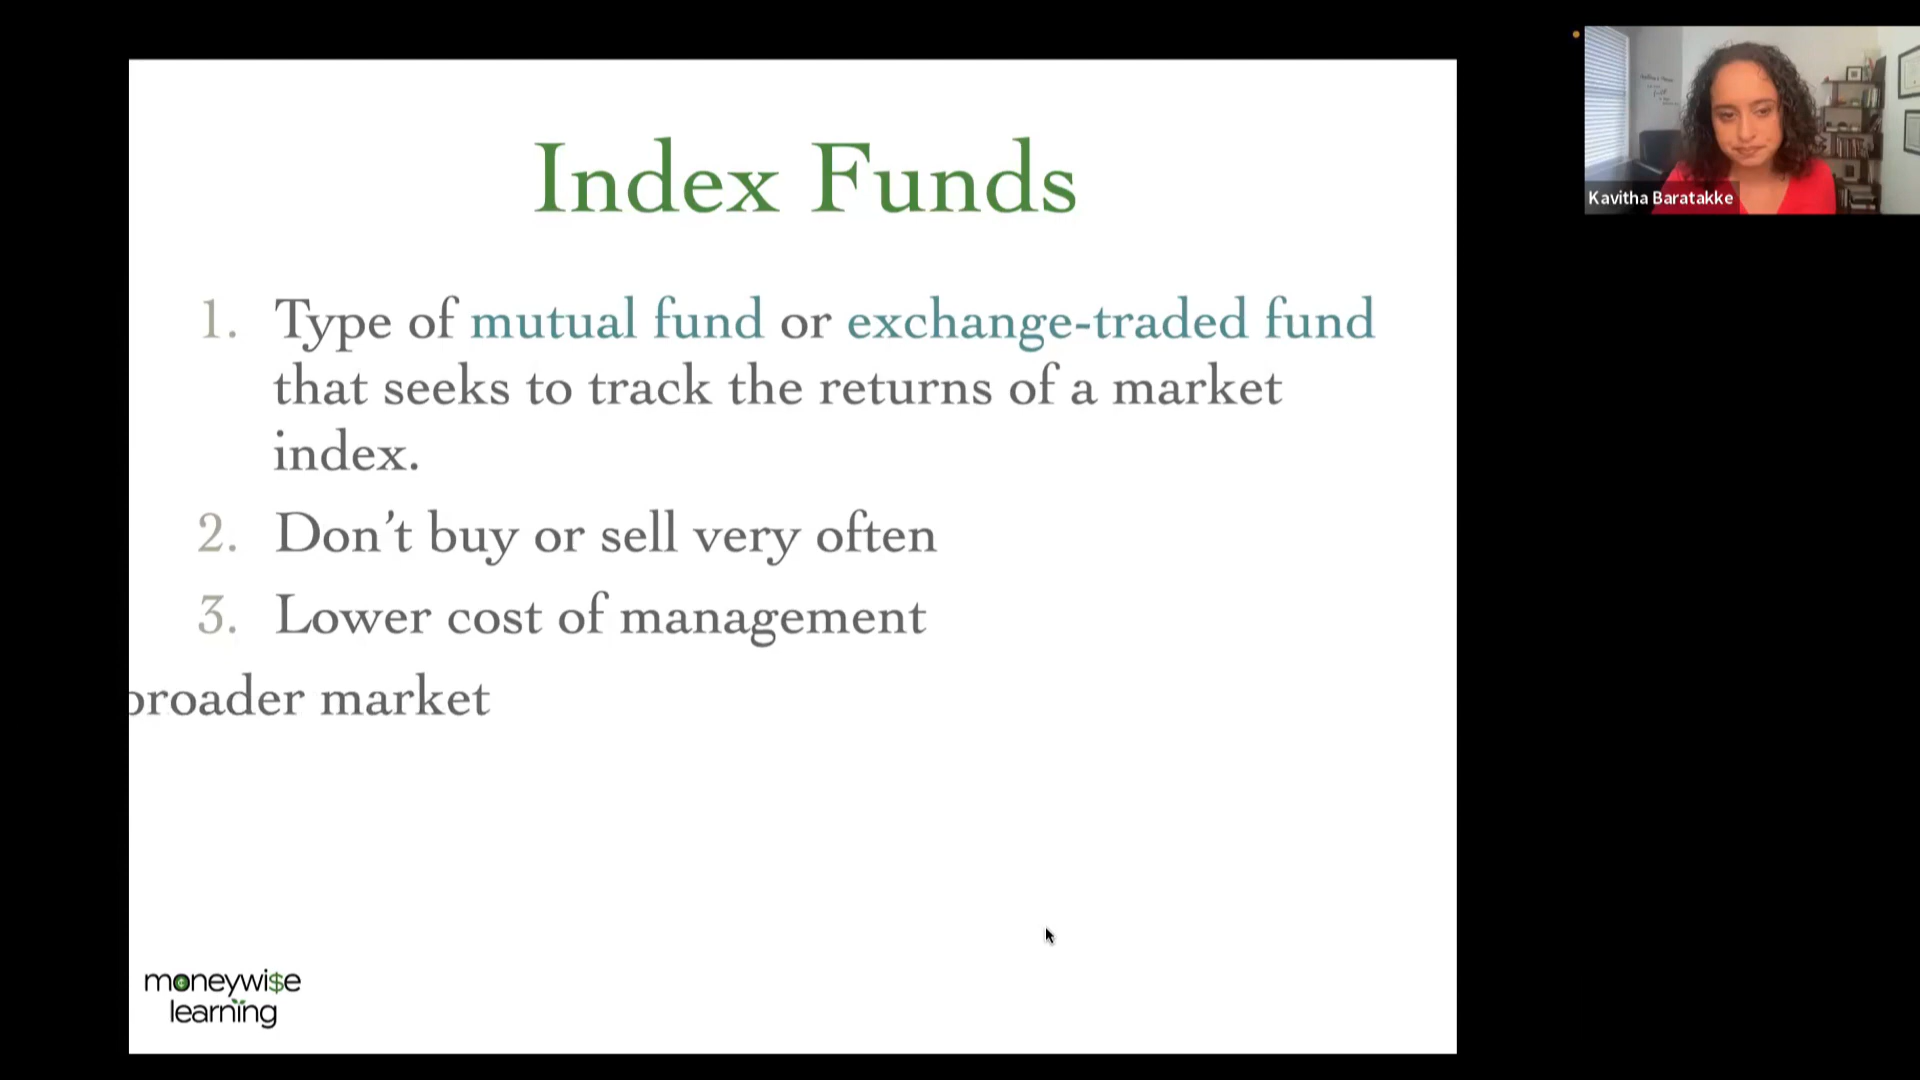 Index Funds
1. Type of mutual fund or exchange-traded fund
that seeks to track the returns of a market
index.
2. Don’t buy or sell very often
3. Lower cost of management
broader market
moneywi$e
learning
Kavitha Baratakke